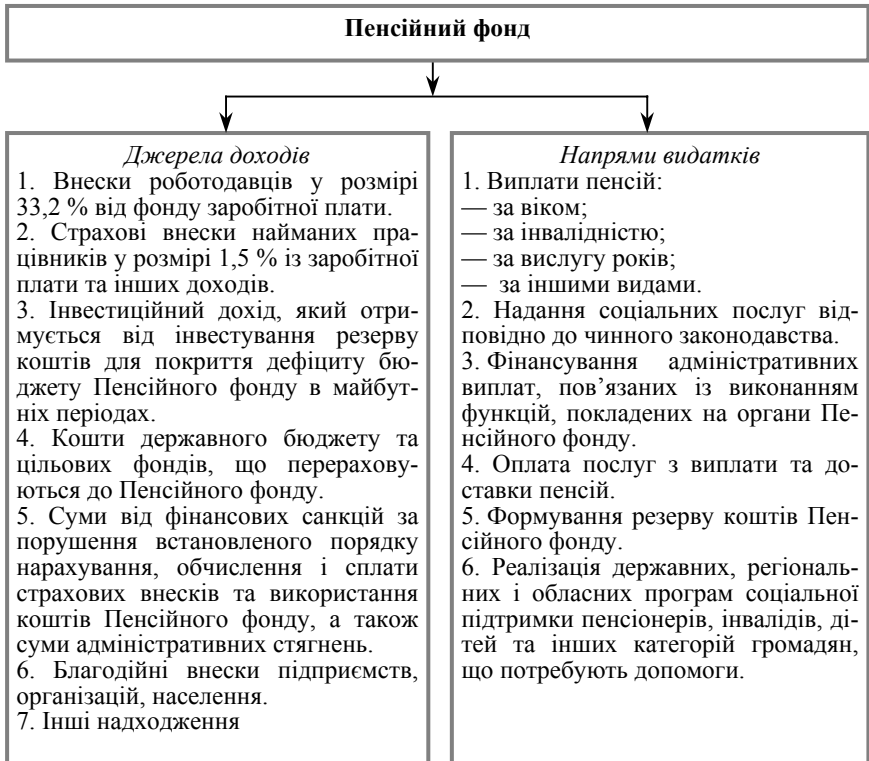 Пенсійний фонд
Джерела доходів
1. Внески роботодавців у розмірі
33,2 % від фонду заробітної плати.
2. Страхові внески найманих пра-
цівників у розмірі 1,5 % із заробітної
плати та інших доходів.
3. Інвестиційний дохід, який отри-
мується від інвестування резерву
коштів для покриття дефіциту бю-
джету Пенсійного фонду в майбут-
ніх періодах.
4. Кошти державного бюджету та
цільових фондів, що перераховu-
ються до Пенсійного фонду.
5. Суми від фінансових санкцій за
порушення встановленого порядку
нарахування, обчислення і сплати
страхових внесків та використання
коштів Пенсійного фонду, а також
суми адміністративних стягнень.
6. Благодійні внески підприємств,
організацій, населення.
7. Інші надходження
Напрями видатків
1. Виплати пенсій:
— за віком;
— за інвалідністю;
— за вислугу років;
— за іншими видами.
2. Надання соціальних послуг від-
повідно до чинного законодавства.
3. Фінансування адміністративних
виплат, пов’язаних із виконанням
функцій, покладених на органи Пе-
нсійного фонду.
4. Оплата послуг з виплати та до-
ставки пенсій.
5. Формування резерву коштів Пен-
сійного фонду.
6. Реалізація державних, регіональ-
них і обласних програм соціальної
підтримки пенсіонерів, інвалідів, ді-
тей та інших категорій громадян,
що потребують допомоги.